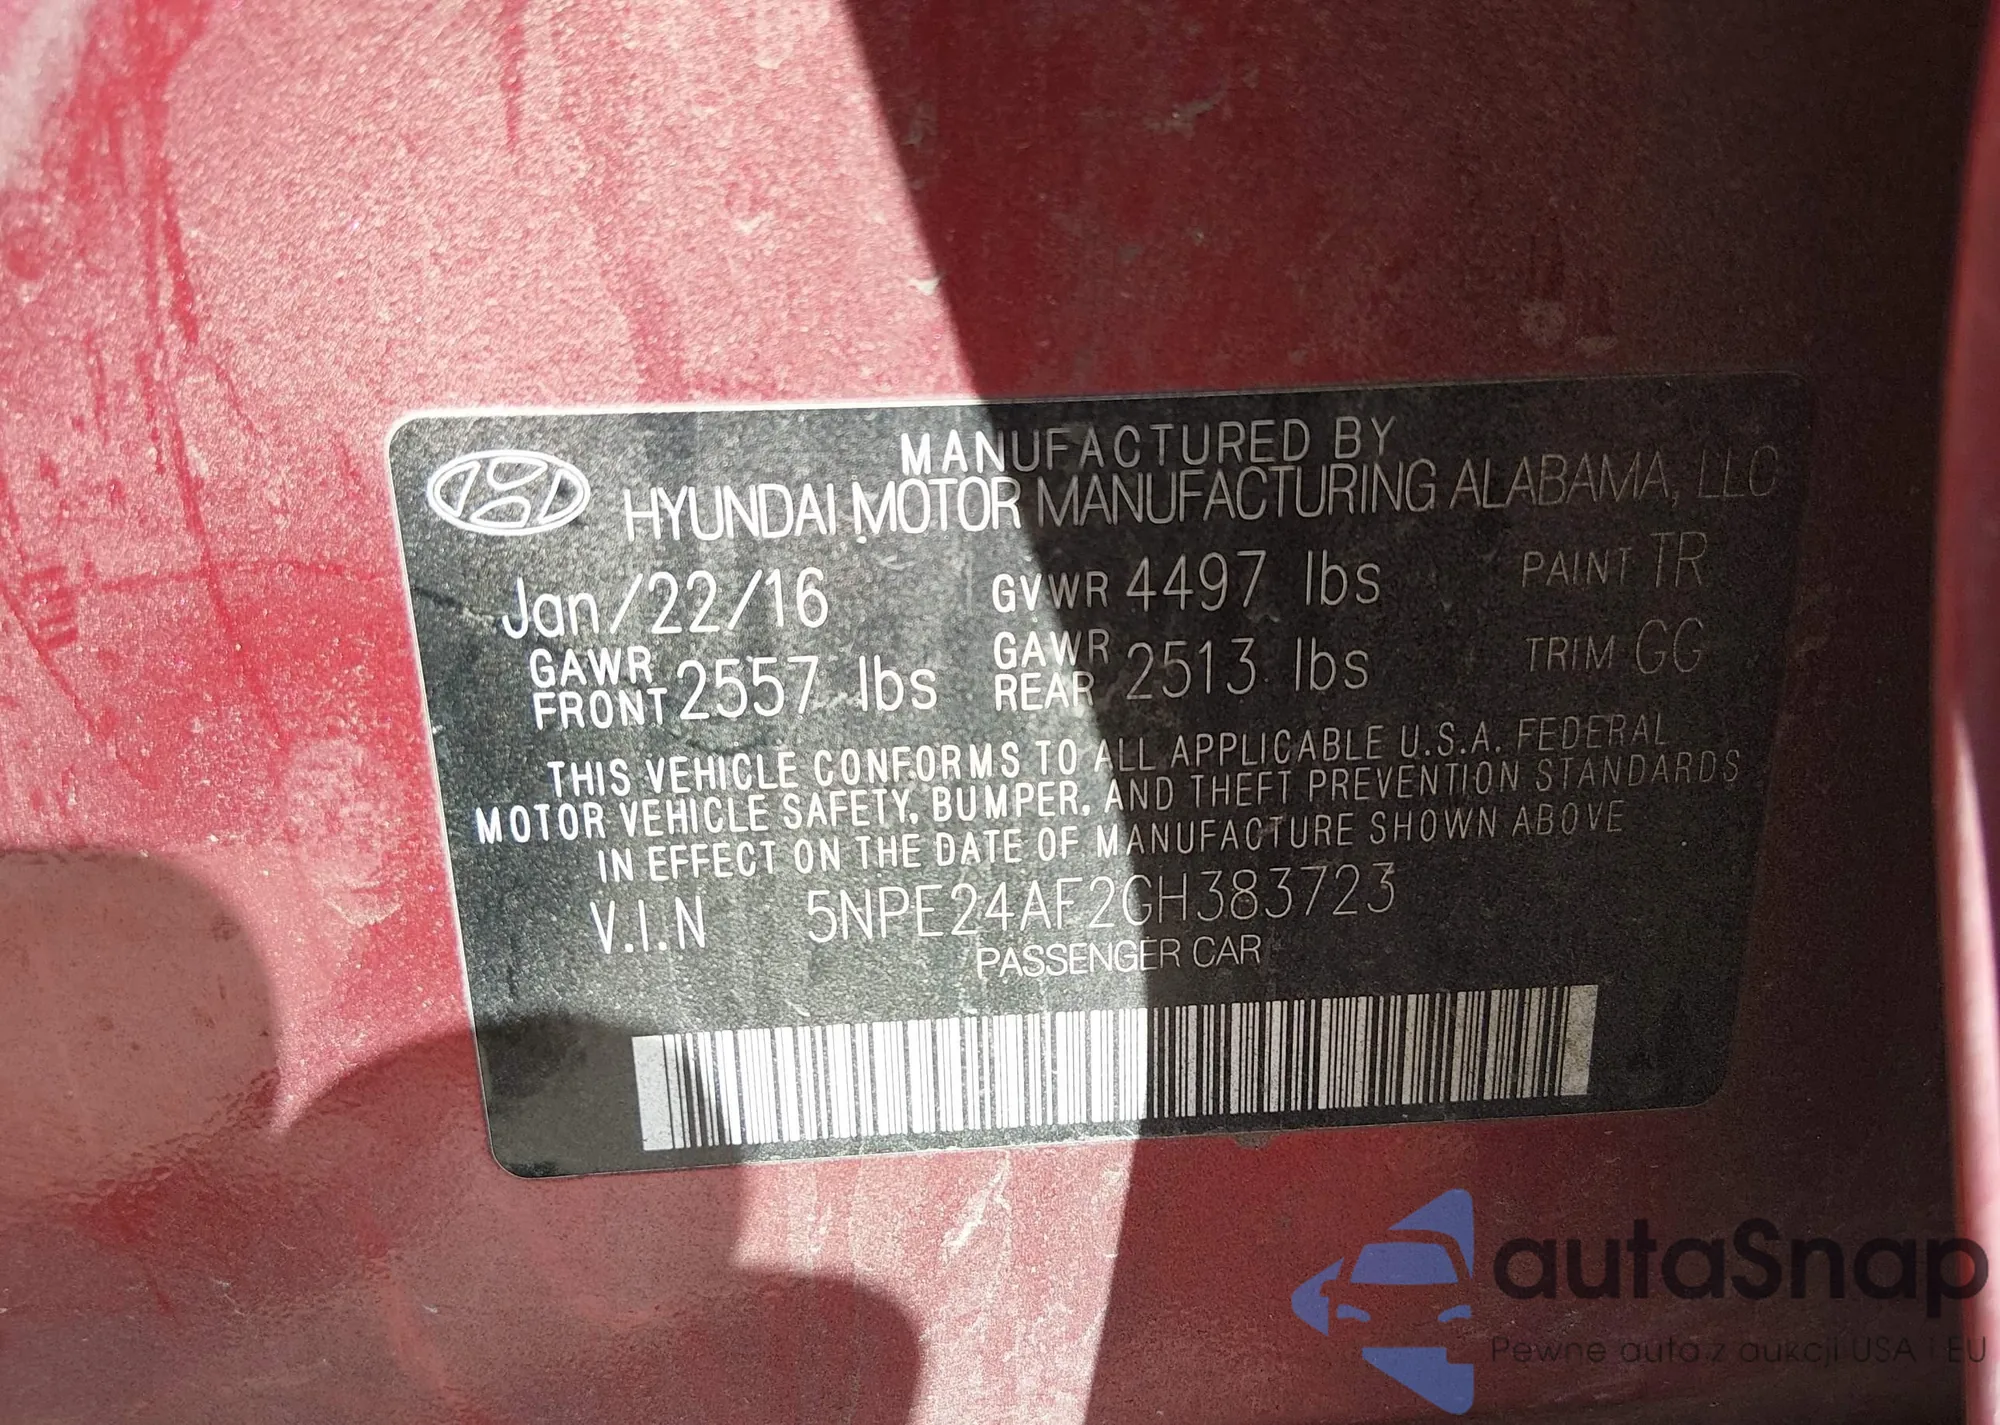 MANUFACTURED BY
HYUNDAI MOTOR MANUFACTURING ALABAMA, LLC
Jan/22/16 GVWR 4497 lbs PAINT TR
GAWR FRONT 2557 lbs GAWR REAR 2513 lbs TRIM GG
THIS VEHICLE CONFORMS TO ALL APPLICABLE U.S.A. FEDERAL
MOTOR VEHICLE SAFETY, BUMPER, AND THEFT PREVENTION STANDARDS
IN EFFECT ON THE DATE OF MANUFACTURE SHOWN ABOVE
V.I.N 5NPE24AF2GH383723
PASSENGER CAR
autaSnap
Pewne auta z aukcji USA i EU